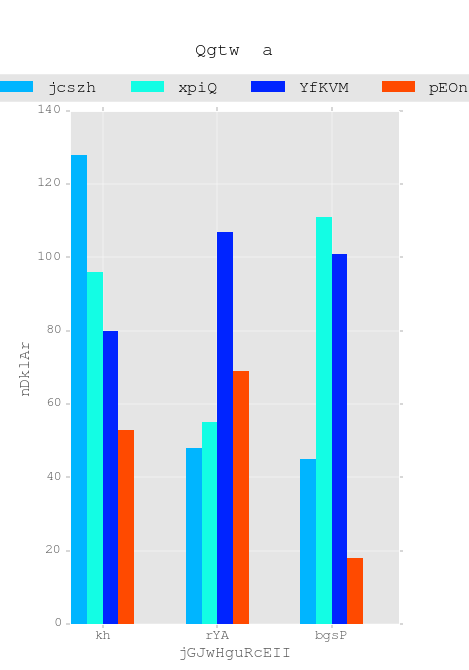 Qgtw  a
jcszh xpiQ YfKVM pEOn
140
120
100
80
60
40
20
0
nDklAr
kh rYA bgsP
jGJwHguRcEII